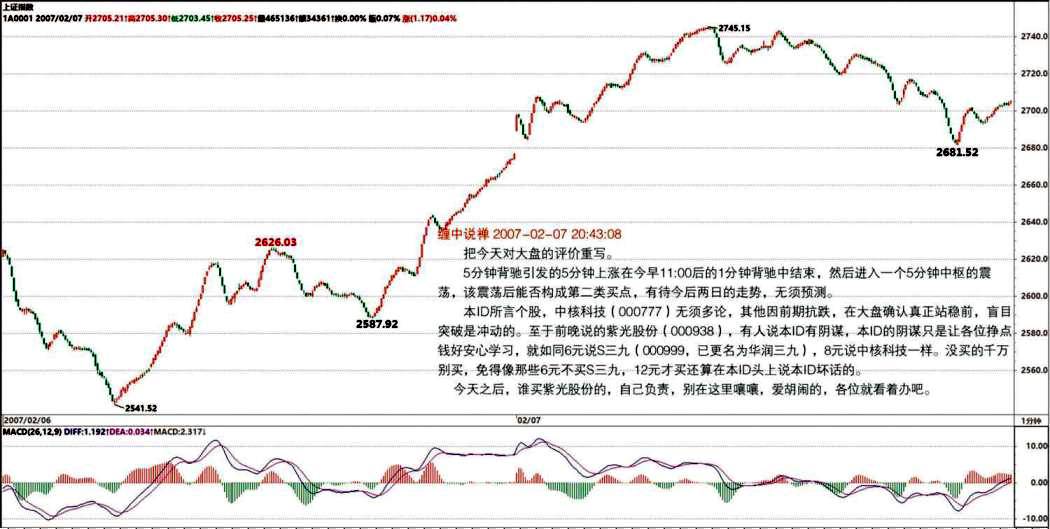 上证指数
1A0001 2007/02/07 开2705.21↑高2705.30↑低2703.45↑收2705.25↑量465136↑额34361↑换0.00% 幅0.07% 涨(1.17)0.04%
2745.15
2740.0
2720.0
2700.0
2681.52
2680.0
2660.0
2640.0
缠中说禅 2007-02-07 20:43:08
2626.03
把今天对大盘的评价重写。
2620.0
5分钟背驰引发的5分钟上涨在今早11:00后的1分钟背驰中结束，然后进入一个5分钟中枢的震
荡，该震荡后能否构成第二类买点，有待今后两日的走势，无须预测。
2600.0
本ID所言个股，中核科技（000777）无须多论，其他因前期抗跌，在大盘确认真正站稳前，盲目
2587.92
突破是冲动的。至于前晚说的紫光股份（000938），有人说本ID有阴谋，本ID的阴谋只是让各位挣点
2580.0
钱好安心学习，就如同6元说S三九（000999，已更名为华润三九），8元说中核科技一样。没买的千万
别买，免得像那些6元不买S三九，12元才买还算在本ID头上说本ID坏话的。
2560.0
今天之后，谁买紫光股份的，自己负责，别在这里嚷嚷，爱胡闹的，各位就看着办吧。
2541.52
2007/02/06
02/07
1分钟
MACD(26,12,9) DIFF:1.192↑DEA:0.034↑MACD:2.317↓
10.00
0.00
-10.00